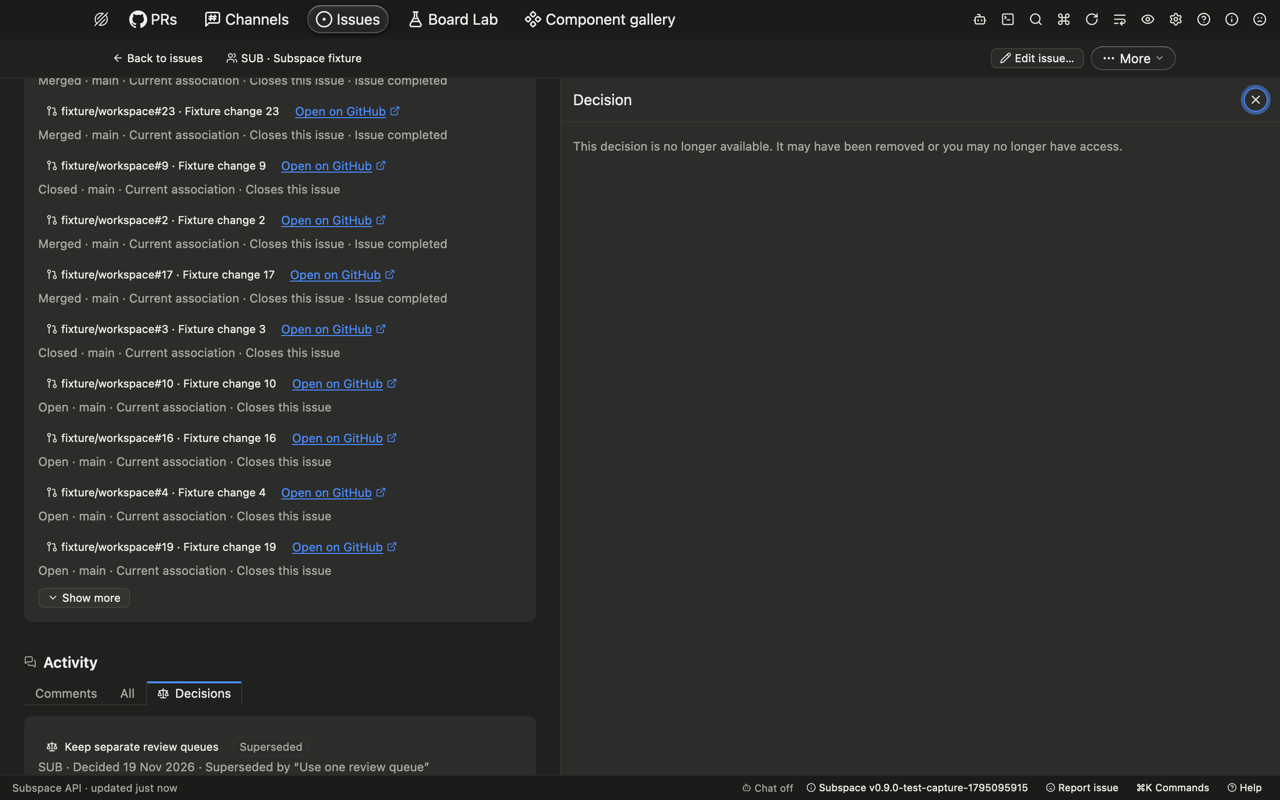 PRs Channels Issues Board Lab Component gallery
Back to issues SUB · Subspace fixture Edit issue... More
Merged · main · Current association · Closes this issue · Issue completed
fixture/workspace#23 · Fixture change 23 Open on GitHub
Merged · main · Current association · Closes this issue · Issue completed
fixture/workspace#9 · Fixture change 9 Open on GitHub
Closed · main · Current association · Closes this issue
fixture/workspace#2 · Fixture change 2 Open on GitHub
Merged · main · Current association · Closes this issue · Issue completed
fixture/workspace#17 · Fixture change 17 Open on GitHub
Merged · main · Current association · Closes this issue · Issue completed
fixture/workspace#3 · Fixture change 3 Open on GitHub
Closed · main · Current association · Closes this issue
fixture/workspace#10 · Fixture change 10 Open on GitHub
Open · main · Current association · Closes this issue
fixture/workspace#16 · Fixture change 16 Open on GitHub
Open · main · Current association · Closes this issue
fixture/workspace#4 · Fixture change 4 Open on GitHub
Open · main · Current association · Closes this issue
fixture/workspace#19 · Fixture change 19 Open on GitHub
Open · main · Current association · Closes this issue
Show more
Activity
Comments All Decisions
Keep separate review queues Superseded
SUB · Decided 19 Nov 2026 · Superseded by “Use one review queue”
Decision
This decision is no longer available. It may have been removed or you may no longer have access.
Subspace API · updated just now Chat off Subspace v0.9.0-test-capture-1795095915 Report issue ⌘K Commands Help